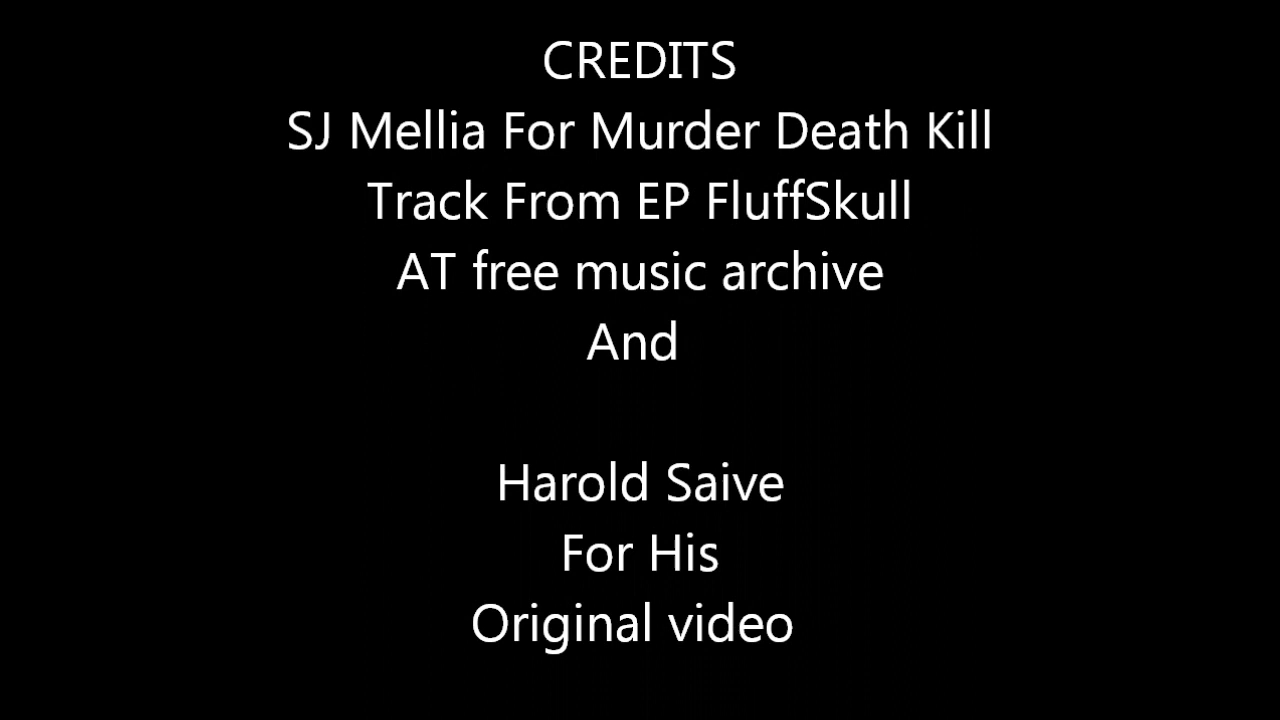 CREDITS
SJ Mellia For Murder Death Kill
Track From EP FluffSkull
AT free music archive
And
Harold Saive
For His
Original video